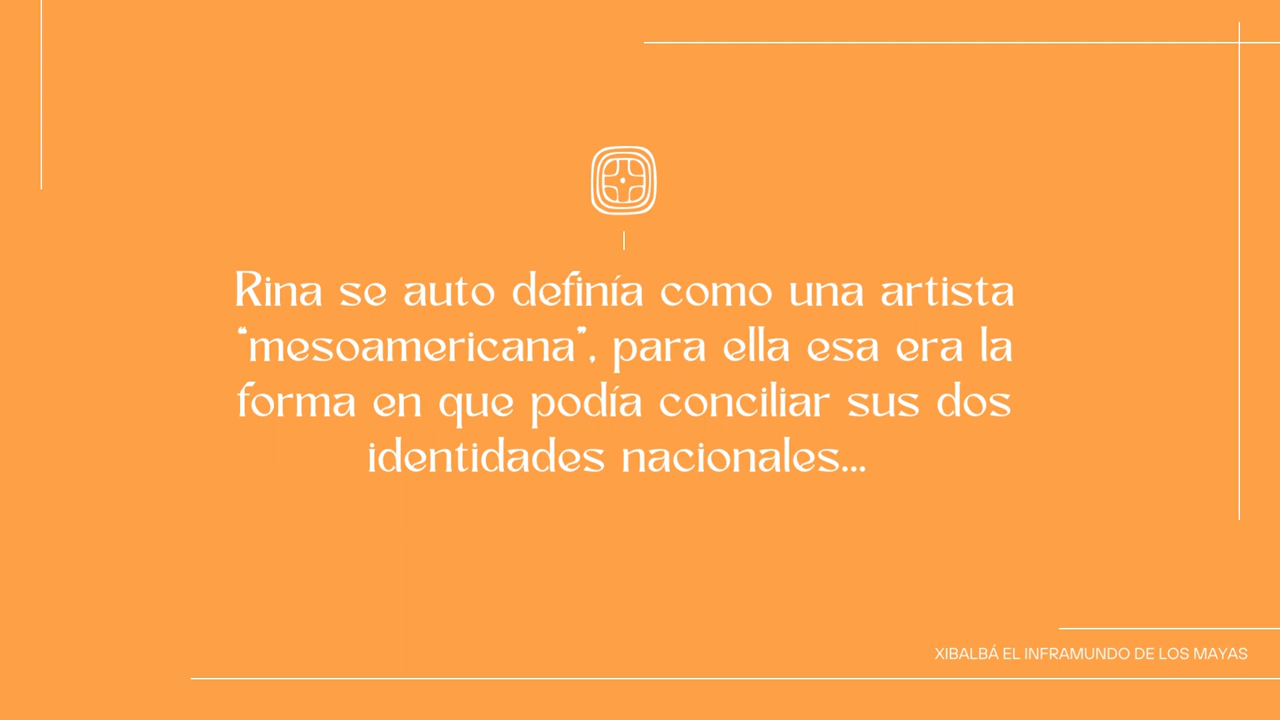 Rina se auto definía como una artista
“mesoamericana”, para ella esa era la
forma en que podía conciliar sus dos
identidades nacionales...
XIBALBÁ EL INFRAMUNDO DE LOS MAYAS